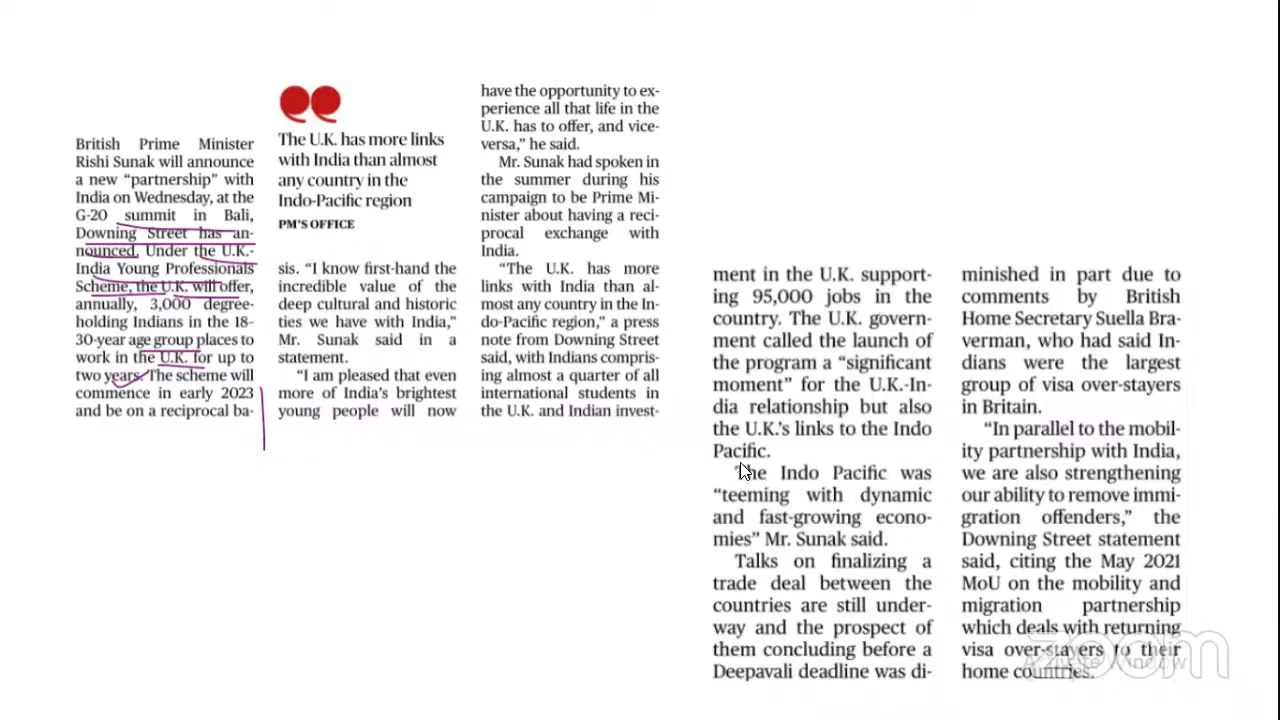 British Prime Minister
Rishi Sunak will announce
a new “partnership” with
India on Wednesday, at the
G-20 summit in Bali,
Downing Street has an-
nounced. Under the U.K.-
India Young Professionals
Scheme, the U.K. will offer,
annually, 3,000 degree-
holding Indians in the 18-
30-year age group places to
work in the U.K. for up to
two years. The scheme will
commence in early 2023
and be on a reciprocal ba-
The U.K. has more links
with India than almost
any country in the
Indo-Pacific region
PM'S OFFICE
sis. “I know first-hand the
incredible value of the
deep cultural and historic
ties we have with India,”
Mr. Sunak said in a
statement.
“I am pleased that even
more of India's brightest
young people will now
have the opportunity to ex-
perience all that life in the
U.K. has to offer, and vice-
versa,” he said.
Mr. Sunak had spoken in
the summer during his
campaign to be Prime Mi-
nister about having a reci-
procal exchange with
India.
“The U.K. has more
links with India than al-
most any country in the In-
do-Pacific region,” a press
note from Downing Street
said, with Indians compris-
ing almost a quarter of all
international students in
the U.K. and Indian invest-
ment in the U.K. support-
ing 95,000 jobs in the
country. The U.K. govern-
ment called the launch of
the program a “significant
moment” for the U.K.-In-
dia relationship but also
the U.K.'s links to the Indo
Pacific.
The Indo Pacific was
“teeming with dynamic
and fast-growing econo-
mies” Mr. Sunak said.
Talks on finalizing a
trade deal between the
countries are still under-
way and the prospect of
them concluding before a
Deepavali deadline was di-
minished in part due to
comments by British
Home Secretary Suella Bra-
verman, who had said In-
dians were the largest
group of visa over-stayers
in Britain.
“In parallel to the mobil-
ity partnership with India,
we are also strengthening
our ability to remove immi-
gration offenders,” the
Downing Street statement
said, citing the May 2021
MoU on the mobility and
migration partnership
which deals with returning
visa over-stayers to their
home countries.
zoom
Activate Window